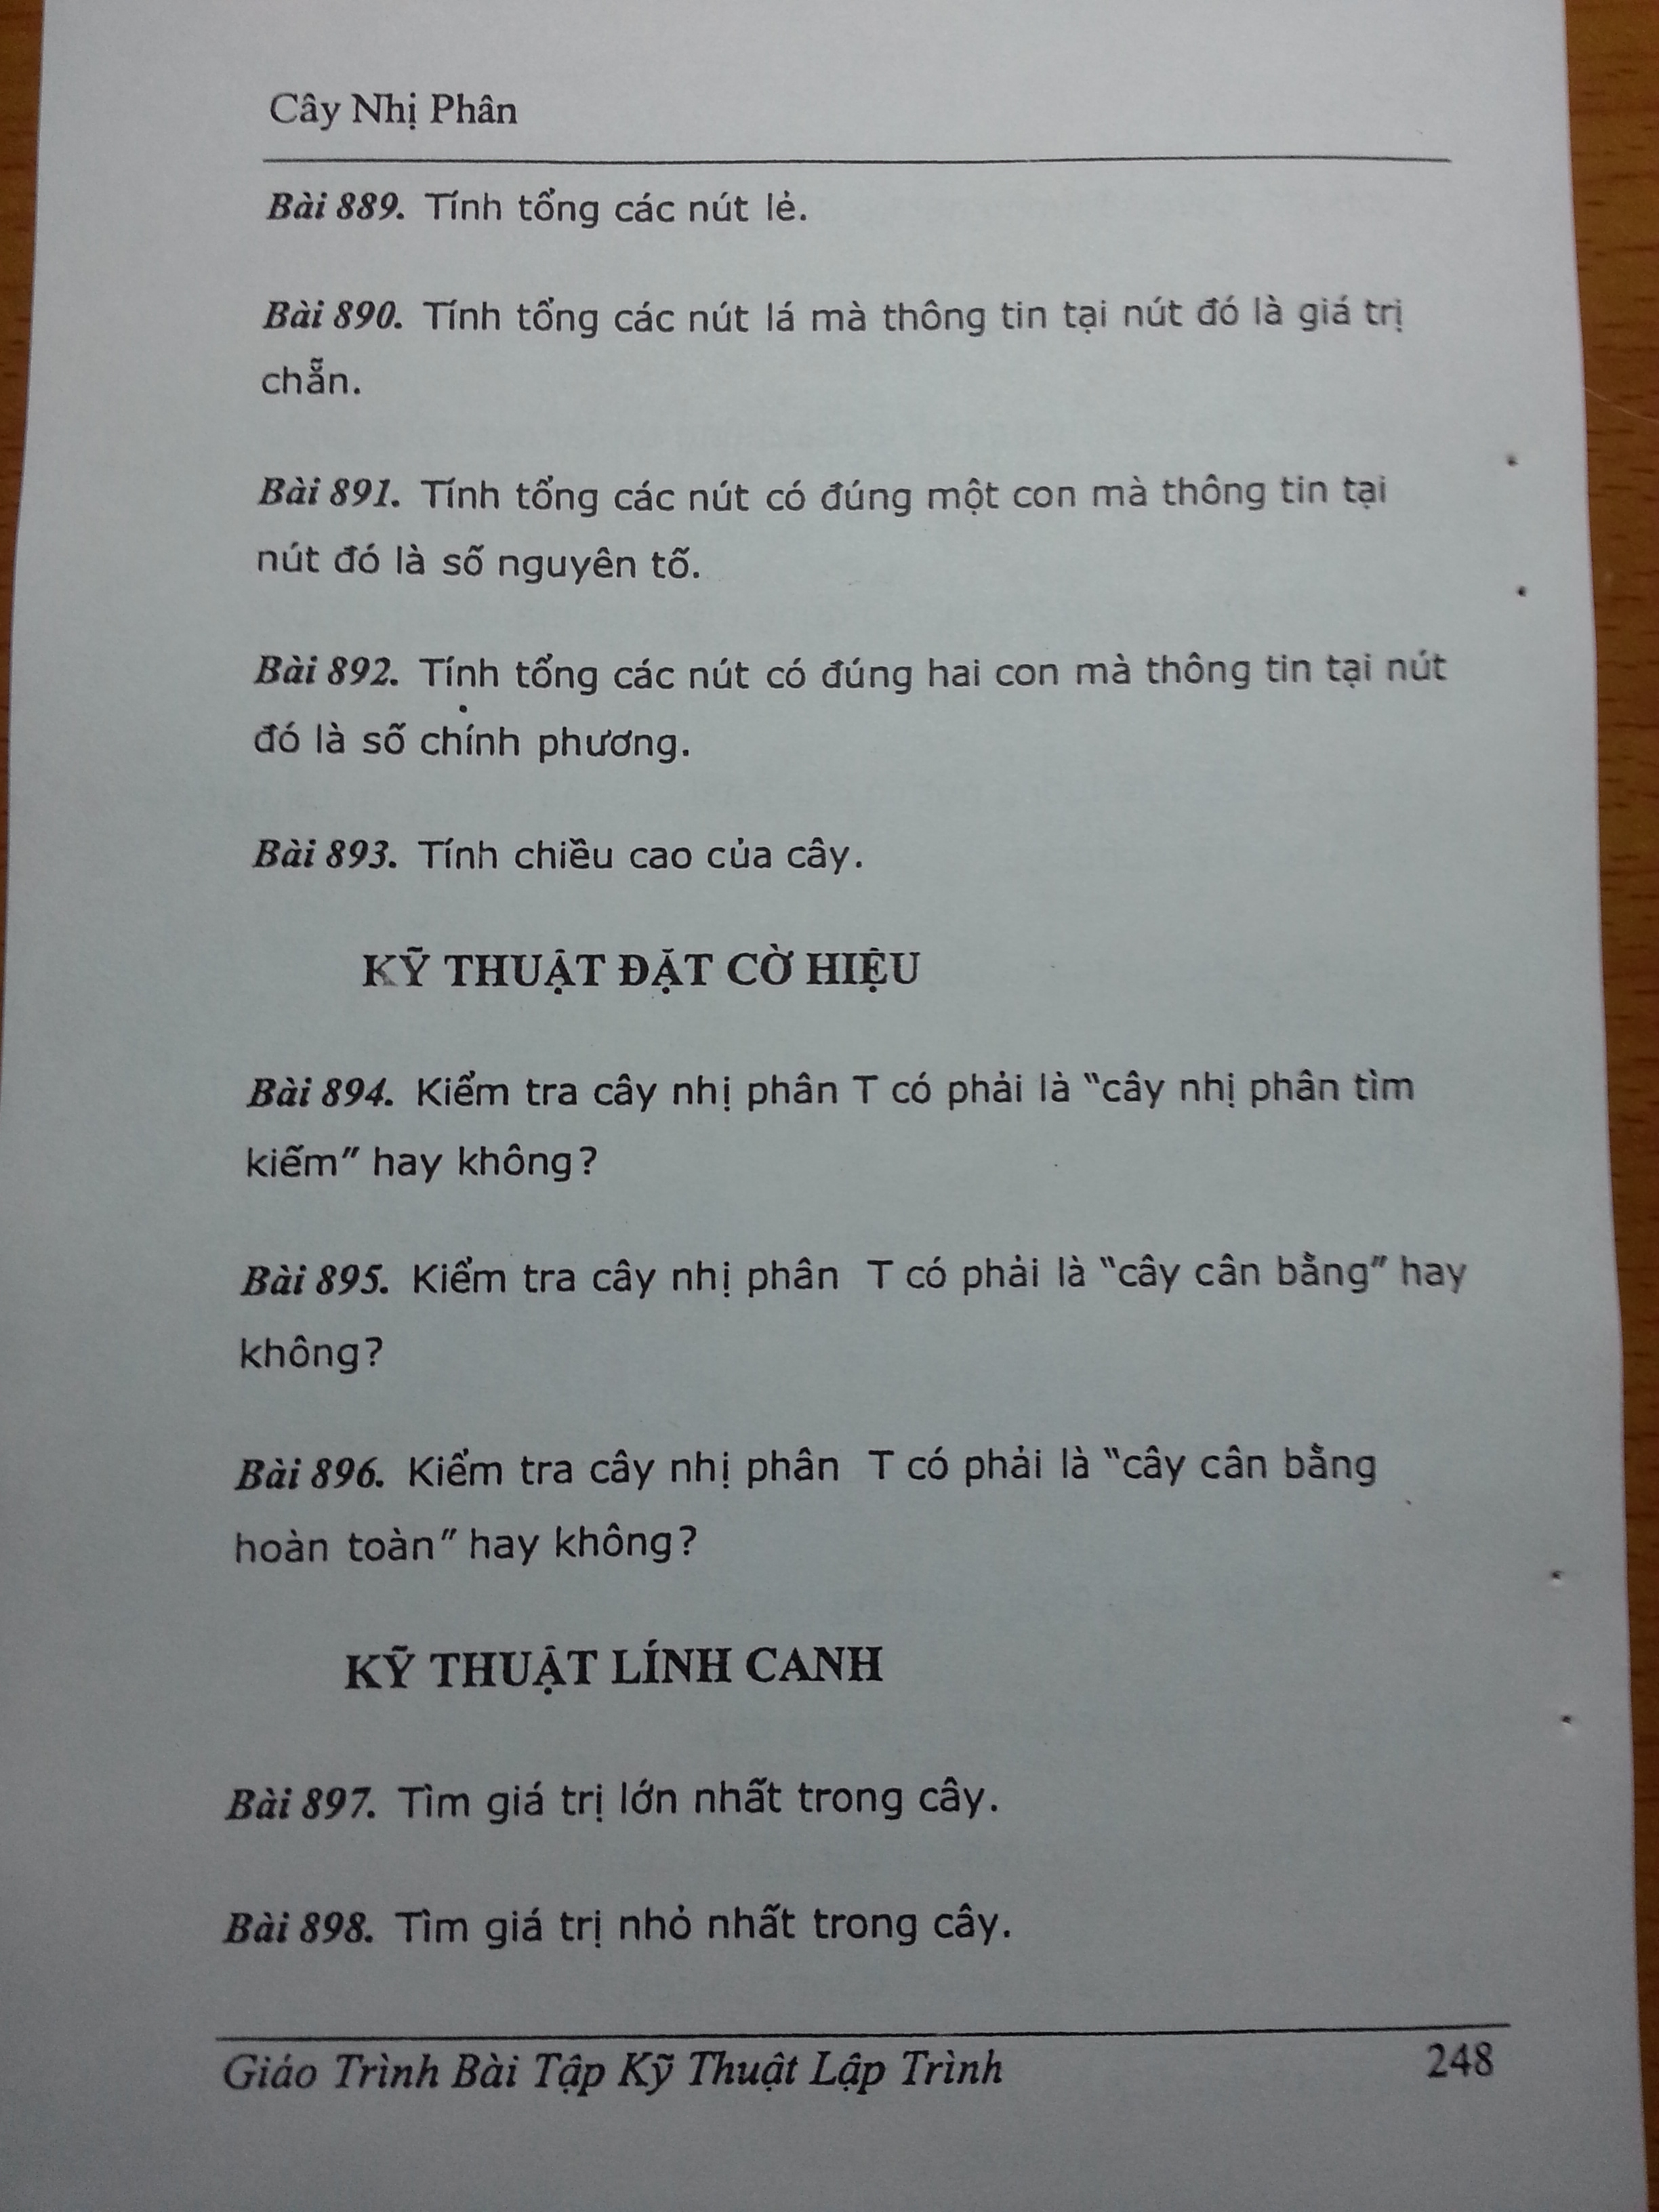 Cây Nhị Phân
Bài 889. Tính tổng các nút lẻ.
Bài 890. Tính tổng các nút lá mà thông tin tại nút đó là giá trị
chẵn.
Bài 891. Tính tổng các nút có đúng một con mà thông tin tại
nút đó là số nguyên tố.
Bài 892. Tính tổng các nút có đúng hai con mà thông tin tại nút
đó là số chính phương.
Bài 893. Tính chiều cao của cây.
KỸ THUẬT ĐẶT CỜ HIỆU
Bài 894. Kiểm tra cây nhị phân T có phải là “cây nhị phân tìm
kiếm” hay không?
Bài 895. Kiểm tra cây nhị phân T có phải là “cây cân bằng” hay
không?
Bài 896. Kiểm tra cây nhị phân T có phải là “cây cân bằng
hoàn toàn” hay không?
KỸ THUẬT LÍNH CANH
Bài 897. Tìm giá trị lớn nhất trong cây.
Bài 898. Tìm giá trị nhỏ nhất trong cây.
Giáo Trình Bài Tập Kỹ Thuật Lập Trình 248